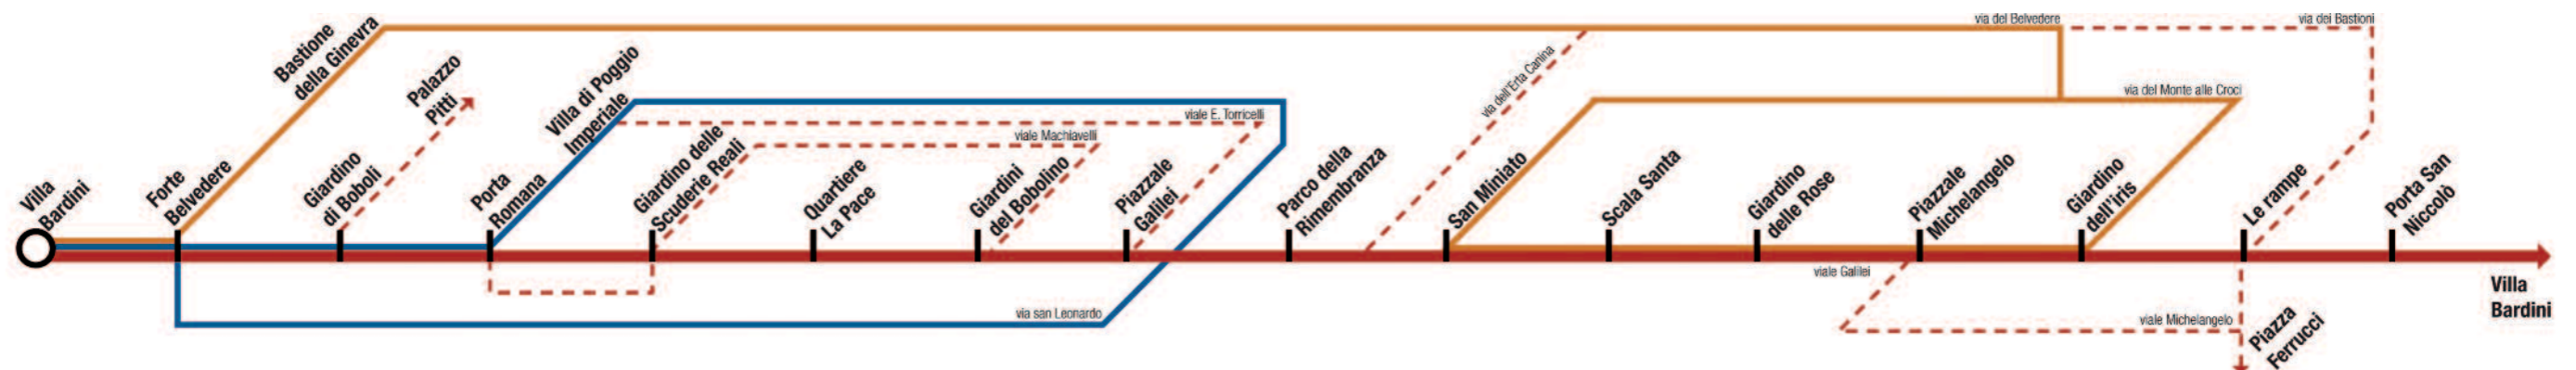 Villa
Bardini
Forte
Belvedere
Bastione
della Ginevra
Giardino
di Boboli
Palazzo
Pitti
Porta
Romana
Villa di Poggio
Imperiale
Giardino delle
Scuderie Reali
Quartiere
La Pace
Giardini
del Bobolino
viale Machiavelli
viale E. Torricelli
Piazzale
Galilei
via san Leonardo
Parco della
Rimembranza
via dell'Erta Canina
San Miniato
Scala Santa
Giardino
delle Rose
viale Galilei
Piazzale
Michelangelo
via del Belvedere
via del Monte alle Croci
Giardino
dell'iris
via dei Bastioni
Le rampe
viale Michelangelo
Piazza
Ferrucci
Porta San
Niccolò
Villa
Bardini